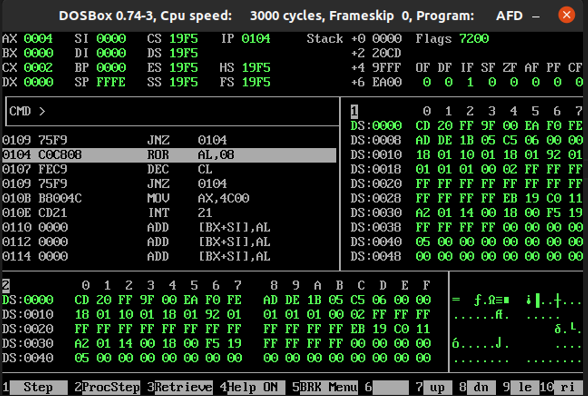 DOSBox 0.74-3, Cpu speed: 3000 cycles, Frameskip 0, Program: AFD
AX 0004 SI 0000 CS 19F5 IP 0104 Stack +0 0000 Flags 7200
BX 0000 DI 0000 DS 19F5 +2 20CD
CX 0002 BP 0000 ES 19F5 HS 19F5 +4 9FFF OF DF IF SF ZF AF PF CF
DX 0000 SP FFFE SS 19F5 FS 19F5 +6 EA00 0 0 1 0 0 0 0 0
CMD > 1 0 1 2 3 4 5 6 7
DS:0000 CD 20 FF 9F 00 EA F0 FE
0109 75F9 JNZ 0104 DS:0008 AD DE 1B 05 C5 06 00 00
0104 C0C808 ROR AL,08 DS:0010 18 01 10 01 18 01 92 01
0107 FEC9 DEC CL DS:0018 01 01 01 00 02 FF FF FF
0109 75F9 JNZ 0104 DS:0020 FF FF FF FF FF FF FF FF
010B B8004C MOV AX,4C00 DS:0028 FF FF FF FF EB 19 C0 11
010E CD21 INT 21 DS:0030 A2 01 14 00 18 00 F5 19
0110 0000 ADD [BX+SI],AL DS:0038 FF FF FF FF 00 00 00 00
0112 0000 ADD [BX+SI],AL DS:0040 05 00 00 00 00 00 00 00
0114 0000 ADD [BX+SI],AL DS:0048 00 00 00 00 00 00 00 00
2 0 1 2 3 4 5 6 7 8 9 A B C D E F
DS:0000 CD 20 FF 9F 00 EA F0 FE AD DE 1B 05 C5 06 00 00
DS:0010 18 01 10 01 18 01 92 01 01 01 01 00 02 FF FF FF
DS:0020 FF FF FF FF FF FF FF FF FF FF FF FF EB 19 C0 11
DS:0030 A2 01 14 00 18 00 F5 19 FF FF FF FF 00 00 00 00
DS:0040 05 00 00 00 00 00 00 00 00 00 00 00 00 00 00 00
1 Step 2 ProcStep 3 Retrieve 4 Help ON 5 BRK Menu 6 7 up 8 dn 9 le 10 ri